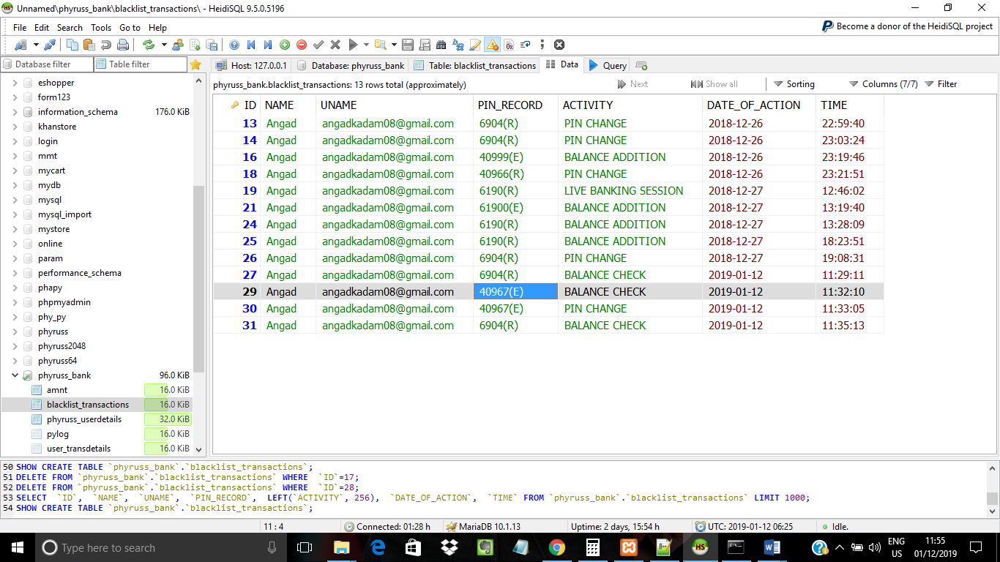 Unnamed\phyruss_bank\blacklist_transactions\ - HeidiSQL 9.5.0.5196
File Edit Search Tools Go to Help
Become a donor of the HeidiSQL project
Database filter Table filter
Host: 127.0.0.1 Database: phyruss_bank Table: blacklist_transactions Data Query
phyruss_bank.blacklist_transactions: 13 rows total (approximately) Next Show all Sorting Columns (7/7) Filter
eshopper
form123
information_schema 176.0 KiB
khanstore
login
mmt
mycart
mydb
mysql
mysql_import
mystore
online
param
performance_schema
phapy
phpmyadmin
phy_py
phyruss
phyruss2048
phyruss64
phyruss_bank 96.0 KiB
amnt 16.0 KiB
blacklist_transactions 16.0 KiB
phyruss_userdetails 32.0 KiB
pylog 16.0 KiB
user_transdetails 16.0 KiB
ID NAME UNAME PIN_RECORD ACTIVITY DATE_OF_ACTION TIME
13 Angad angadkadam08@gmail.com 6904(R) PIN CHANGE 2018-12-26 22:59:40
14 Angad angadkadam08@gmail.com 6904(R) PIN CHANGE 2018-12-26 23:03:24
16 Angad angadkadam08@gmail.com 40999(E) BALANCE ADDITION 2018-12-26 23:19:46
18 Angad angadkadam08@gmail.com 40966(R) PIN CHANGE 2018-12-26 23:21:51
19 Angad angadkadam08@gmail.com 6190(R) LIVE BANKING SESSION 2018-12-27 12:46:02
21 Angad angadkadam08@gmail.com 61900(E) BALANCE ADDITION 2018-12-27 13:19:40
24 Angad angadkadam08@gmail.com 6190(R) BALANCE ADDITION 2018-12-27 13:28:09
25 Angad angadkadam08@gmail.com 6190(R) BALANCE ADDITION 2018-12-27 18:23:51
26 Angad angadkadam08@gmail.com 6904(R) PIN CHANGE 2018-12-27 19:08:31
27 Angad angadkadam08@gmail.com 6904(R) BALANCE CHECK 2019-01-12 11:29:11
29 Angad angadkadam08@gmail.com 40967(E) BALANCE CHECK 2019-01-12 11:32:10
30 Angad angadkadam08@gmail.com 40967(E) PIN CHANGE 2019-01-12 11:33:05
31 Angad angadkadam08@gmail.com 6904(R) BALANCE CHECK 2019-01-12 11:35:13
50 SHOW CREATE TABLE `phyruss_bank`.`blacklist_transactions`;
51 DELETE FROM `phyruss_bank`.`blacklist_transactions` WHERE `ID`=17;
52 DELETE FROM `phyruss_bank`.`blacklist_transactions` WHERE `ID`=28;
53 SELECT `ID`, `NAME`, `UNAME`, `PIN_RECORD`, LEFT(`ACTIVITY`, 256), `DATE_OF_ACTION`, `TIME` FROM `phyruss_bank`.`blacklist_transactions` LIMIT 1000;
54 SHOW CREATE TABLE `phyruss_bank`.`blacklist_transactions`;
11 : 4 Connected: 01:28 h MariaDB 10.1.13 Uptime: 2 days, 15:54 h UTC: 2019-01-12 06:25 Idle.
Type here to search
ENG 11:55
US 01/12/2019